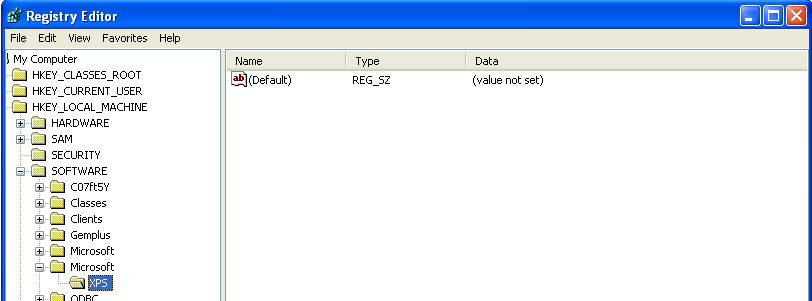 Registry Editor
File Edit View Favorites Help
My Computer
HKEY_CLASSES_ROOT
HKEY_CURRENT_USER
HKEY_LOCAL_MACHINE
HARDWARE
SAM
SECURITY
SOFTWARE
C07ft5Y
Classes
Clients
Gemplus
Microsoft
Microsoft
XPS
ODBC
Name Type Data
ab (Default) REG_SZ (value not set)